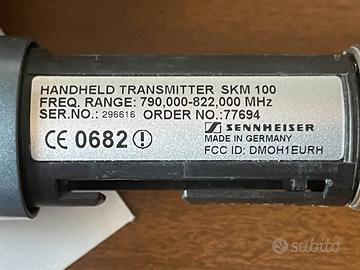 HANDHELD TRANSMITTER SKM 100
FREQ. RANGE: 790,000-822,000 MHz
SER.NO.: 296616 ORDER NO.:77694
CE 0682 SENNHEISER
MADE IN GERMANY
FCC ID: DMOH1EURH
subito